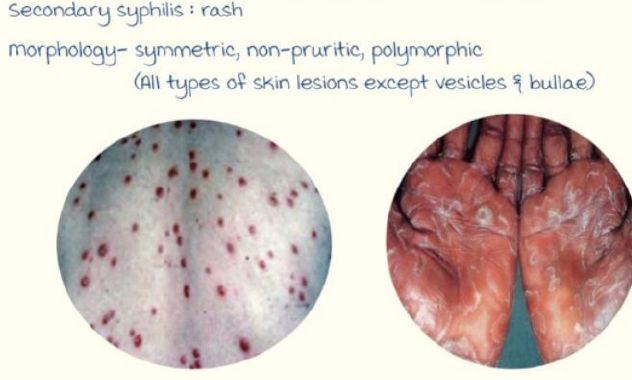 Secondary syphilis : rash
morphology- symmetric, non-pruritic, polymorphic
(All types of skin lesions except vesicles & bullae)